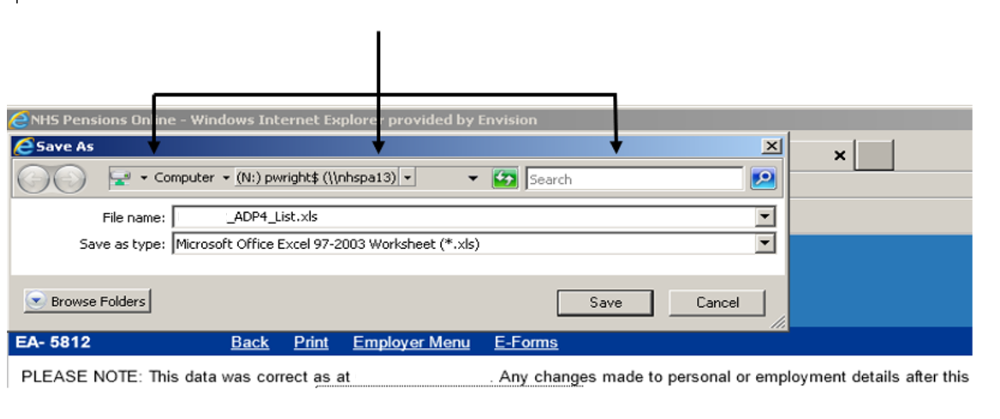 NHS Pensions Online - Windows Internet Explorer provided by Envision
Save As
Computer (N:) pwright$ (\\nhspa13) Search
File name: _ADP4_List.xls
Save as type: Microsoft Office Excel 97-2003 Worksheet (*.xls)
Browse Folders Save Cancel
EA- 5812 Back Print Employer Menu E-Forms
PLEASE NOTE: This data was correct as at . Any changes made to personal or employment details after this